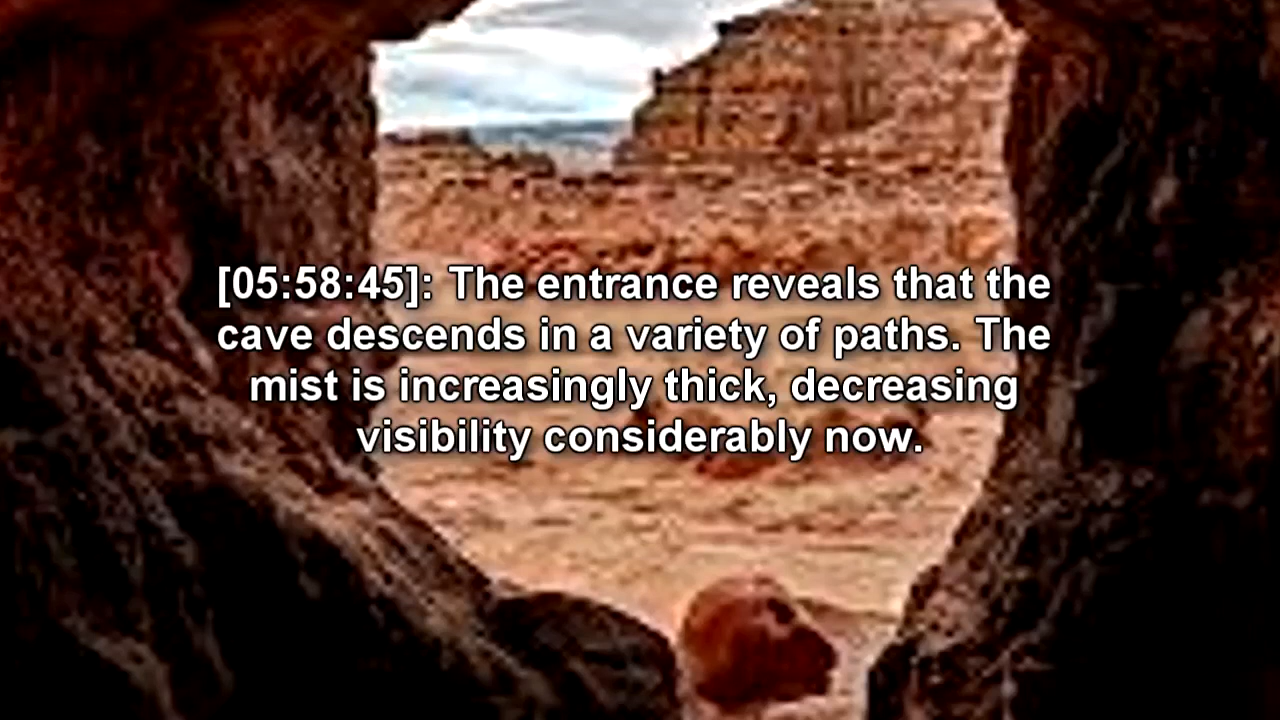 [05:58:45]: The entrance reveals that the
cave descends in a variety of paths. The
mist is increasingly thick, decreasing
visibility considerably now.